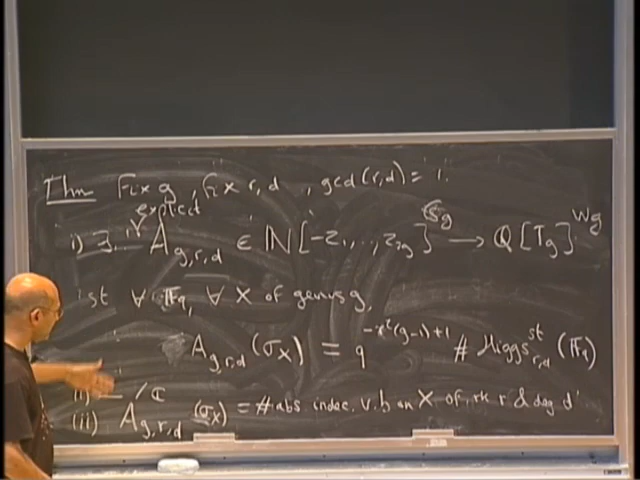 Thm Fix g, fix r,d, gcd(r,d) = 1.
explicit
i) ∃ A_{g,r,d} ∈ ℕ[-z_1,..,z_{2g}]^{𝔖_g} → Q[T_g]^{W_g}
st ∀ 𝔽_q, ∀ X of genus g,
A_{g,r,d}(σ_X) = q^{-r^2(g-1)+1} # Higgs^{st}_{r,d}(𝔽_q)
/C
(ii) A_{g,r,d}(σ_X) = # abs indec. v.b on X of rk r & deg d.